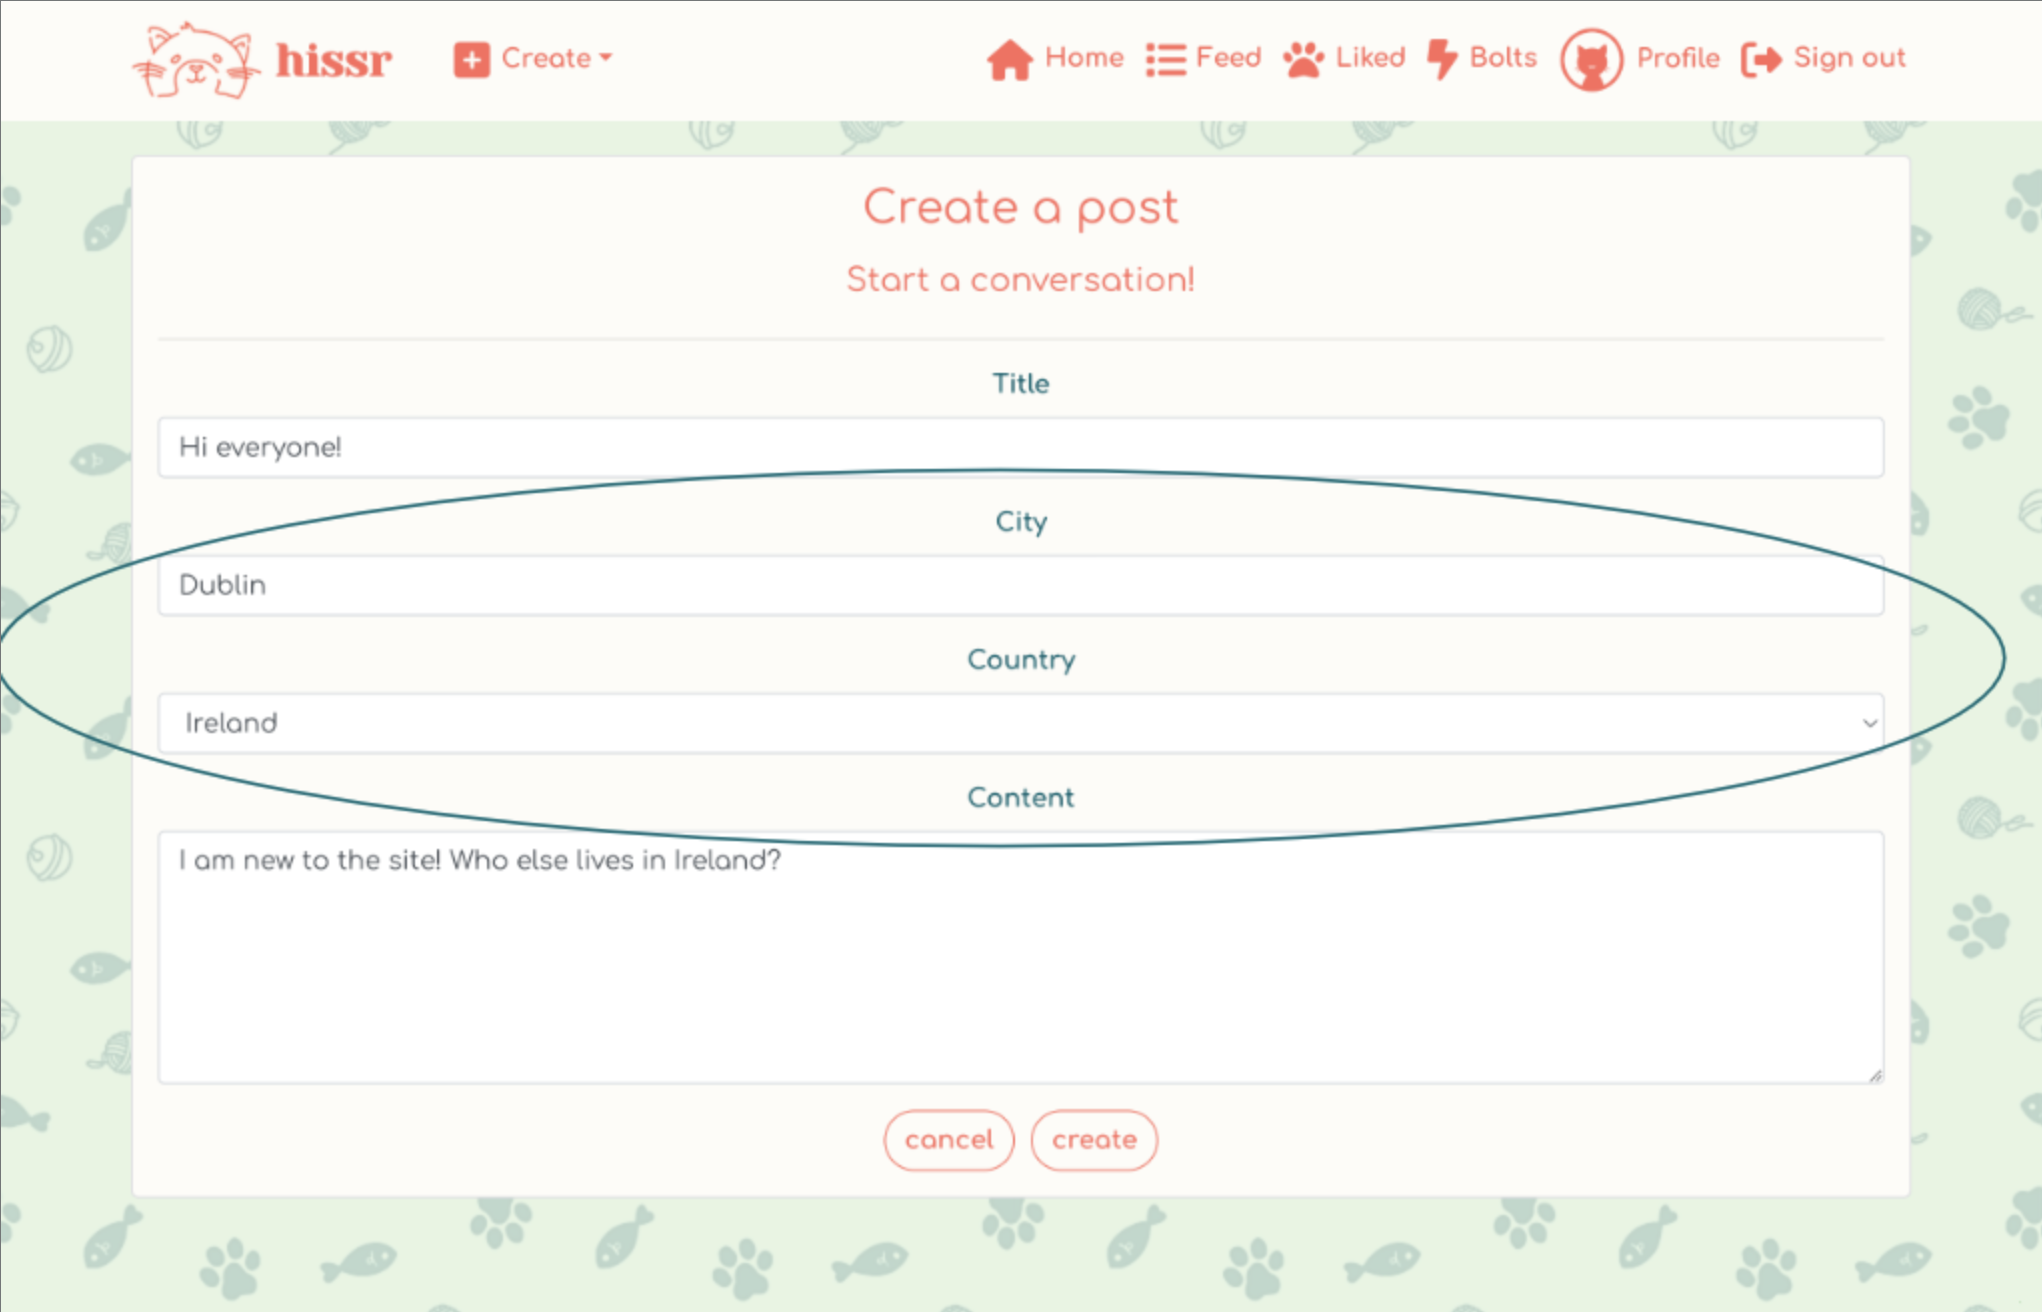 hissr
Create
Home
Feed
Liked
Bolts
Profile
Sign out
Create a post
Start a conversation!
Title
Hi everyone!
City
Dublin
Country
Ireland
Content
I am new to the site! Who else lives in Ireland?
cancel
create